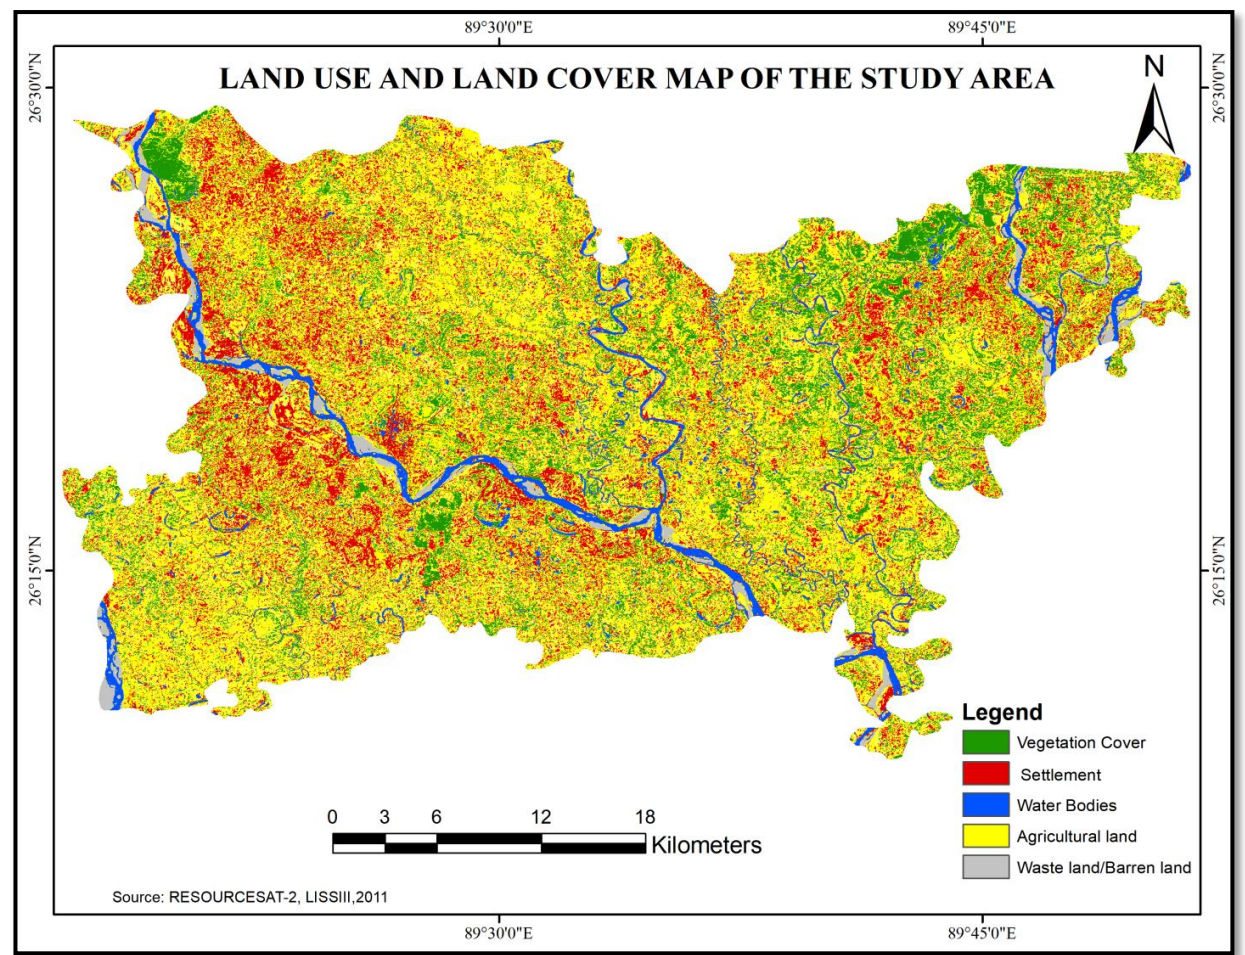 89°30'0"E 89°45'0"E
LAND USE AND LAND COVER MAP OF THE STUDY AREA
N
26°30'0"N 26°30'0"N
26°15'0"N 26°15'0"N
Legend
Vegetation Cover
Settlement
Water Bodies
Agricultural land
Waste land/Barren land
0 3 6 12 18
Kilometers
Source: RESOURCESAT-2, LISSIII,2011
89°30'0"E 89°45'0"E